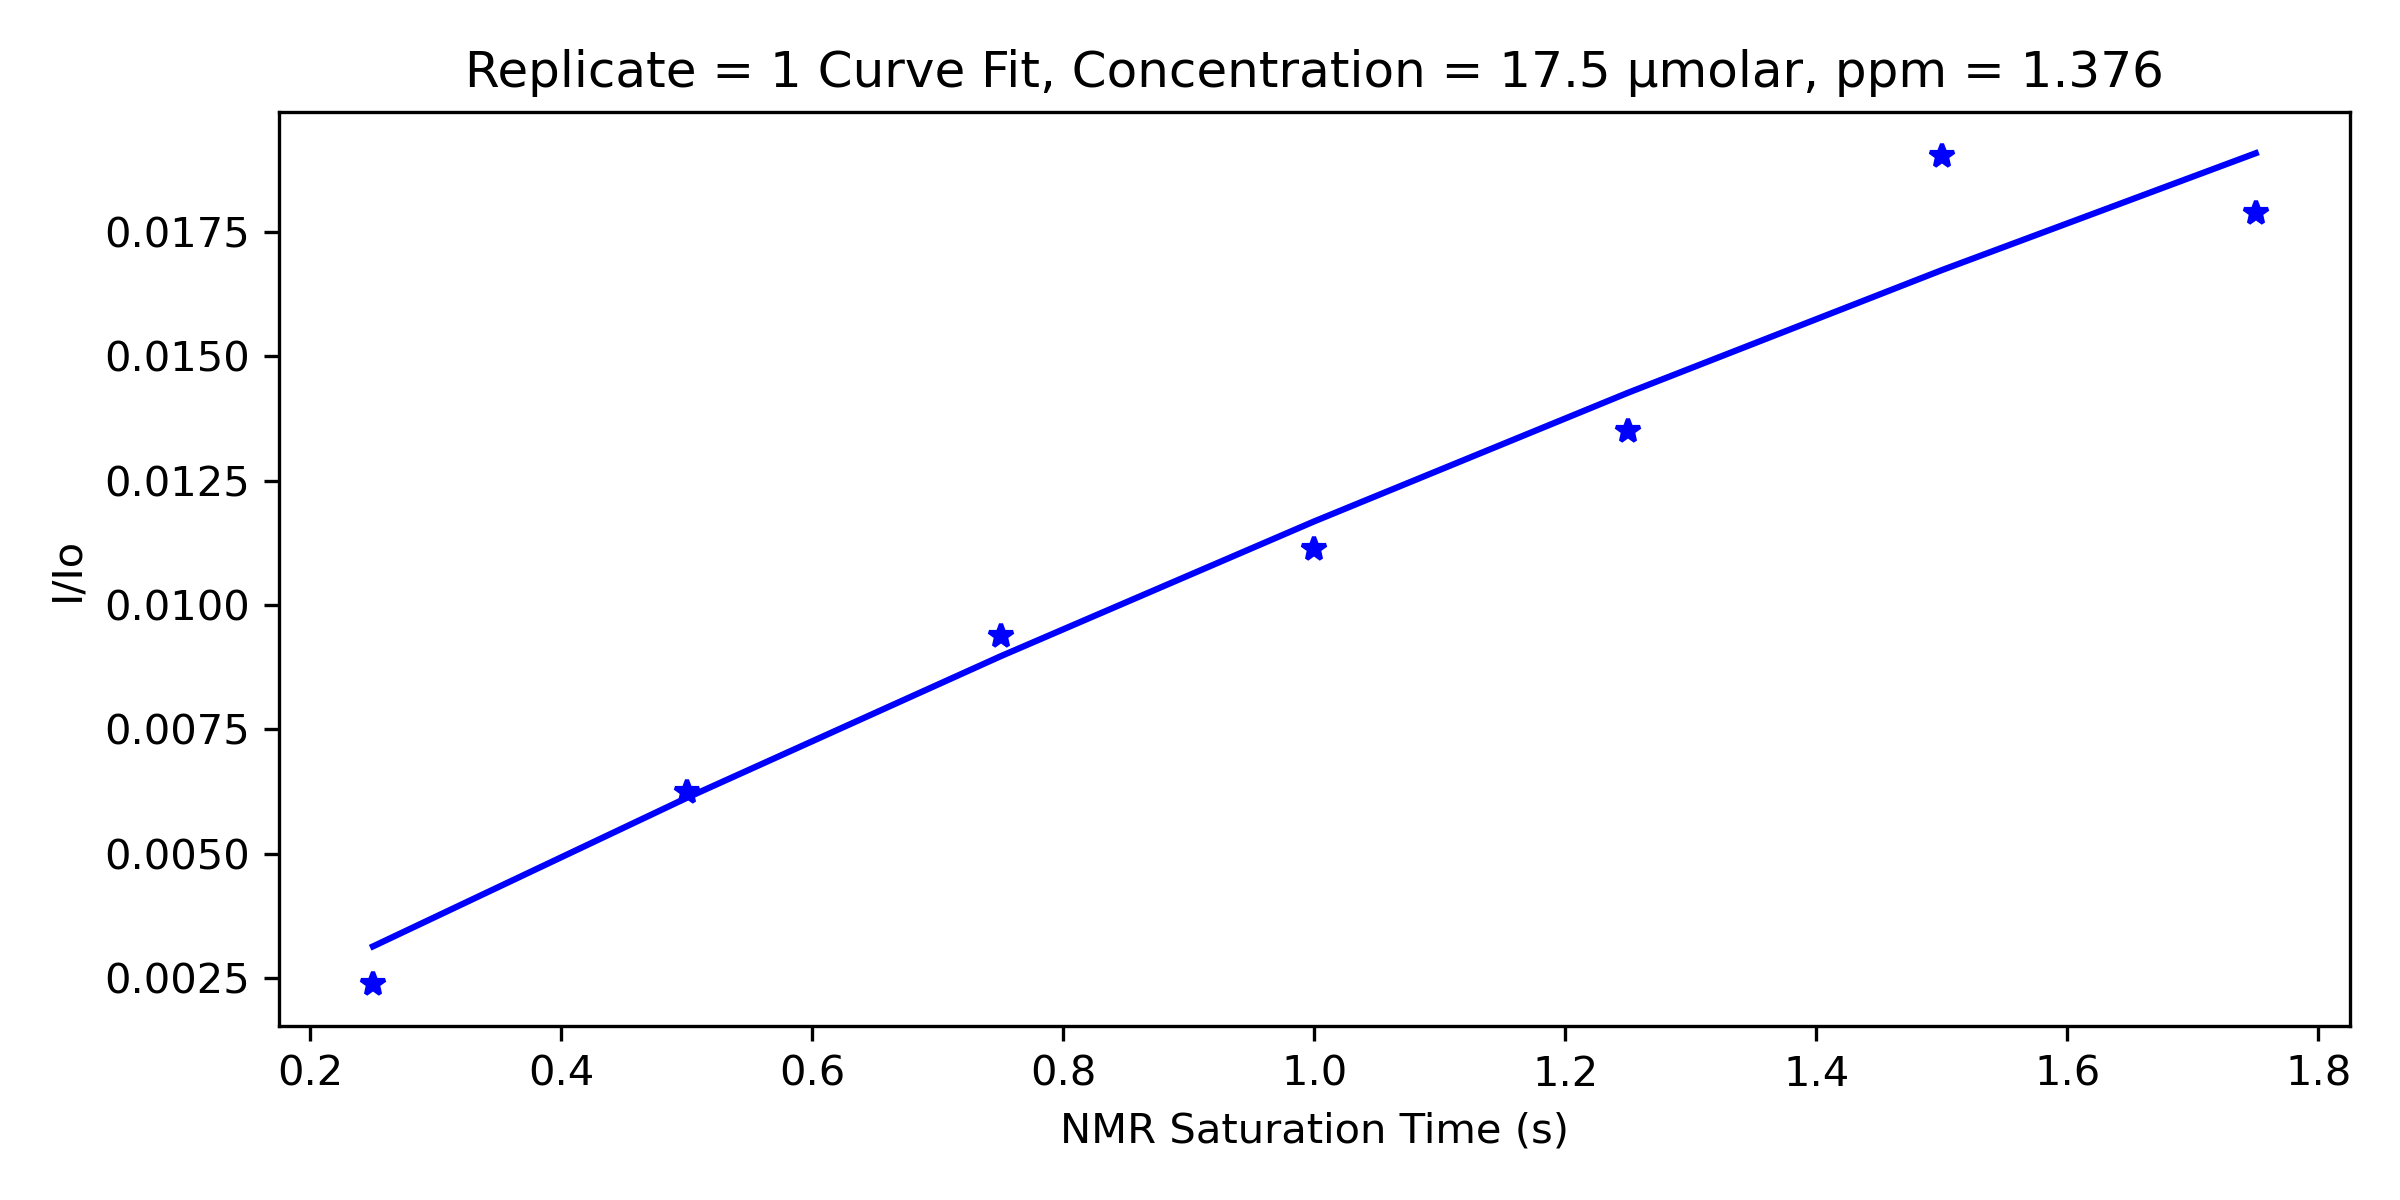 Replicate = 1 Curve Fit, Concentration = 17.5 µmolar, ppm = 1.376
0.0175
0.0150
0.0125
0.0100
0.0075
0.0050
0.0025
I/Io
0.2 0.4 0.6 0.8 1.0 1.2 1.4 1.6 1.8
NMR Saturation Time (s)